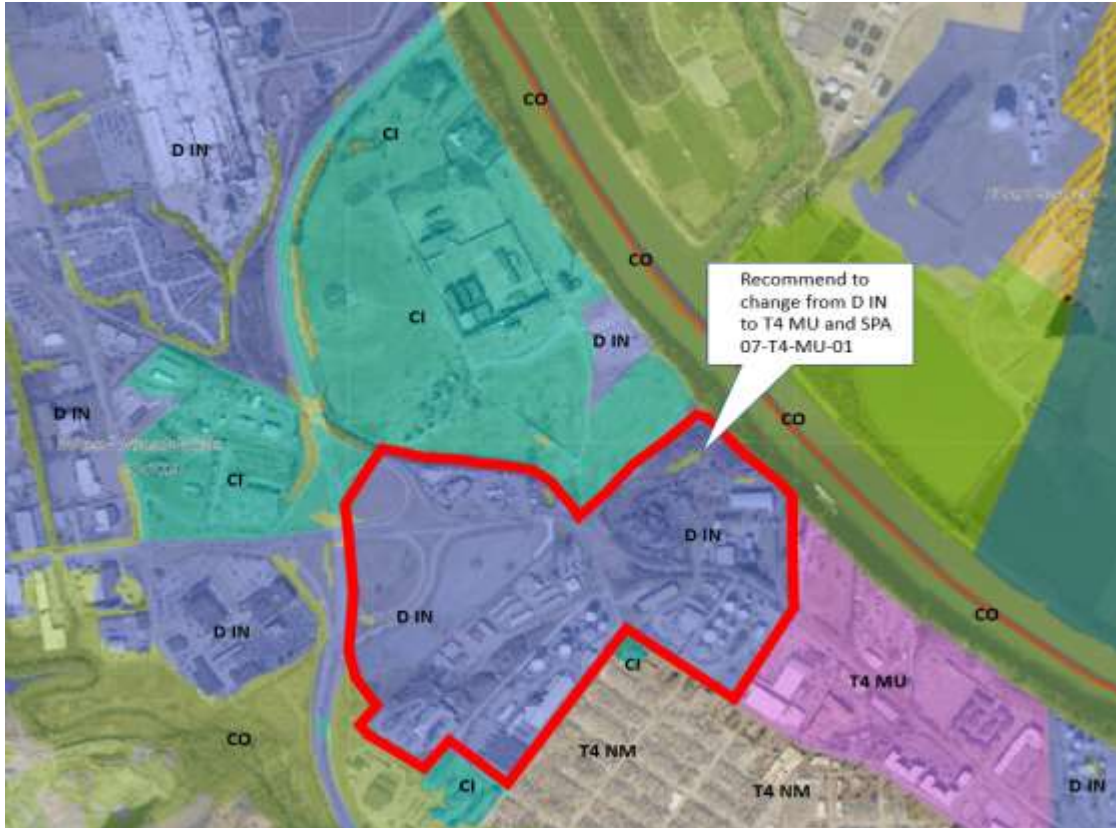 CO
CI
D IN
CO
Recommend to
change from D IN
to T4 MU and SPA
07-T4-MU-01
CI
D IN
D IN
CO
CI
D IN
D IN
CO
D IN
CI
T4 MU
CO
T4 NM
CI
T4 NM
D IN